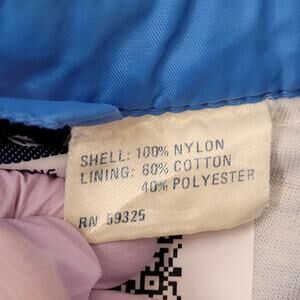 SHELL: 100% NYLON
LINING: 60% COTTON
40% POLYESTER
RN 59325